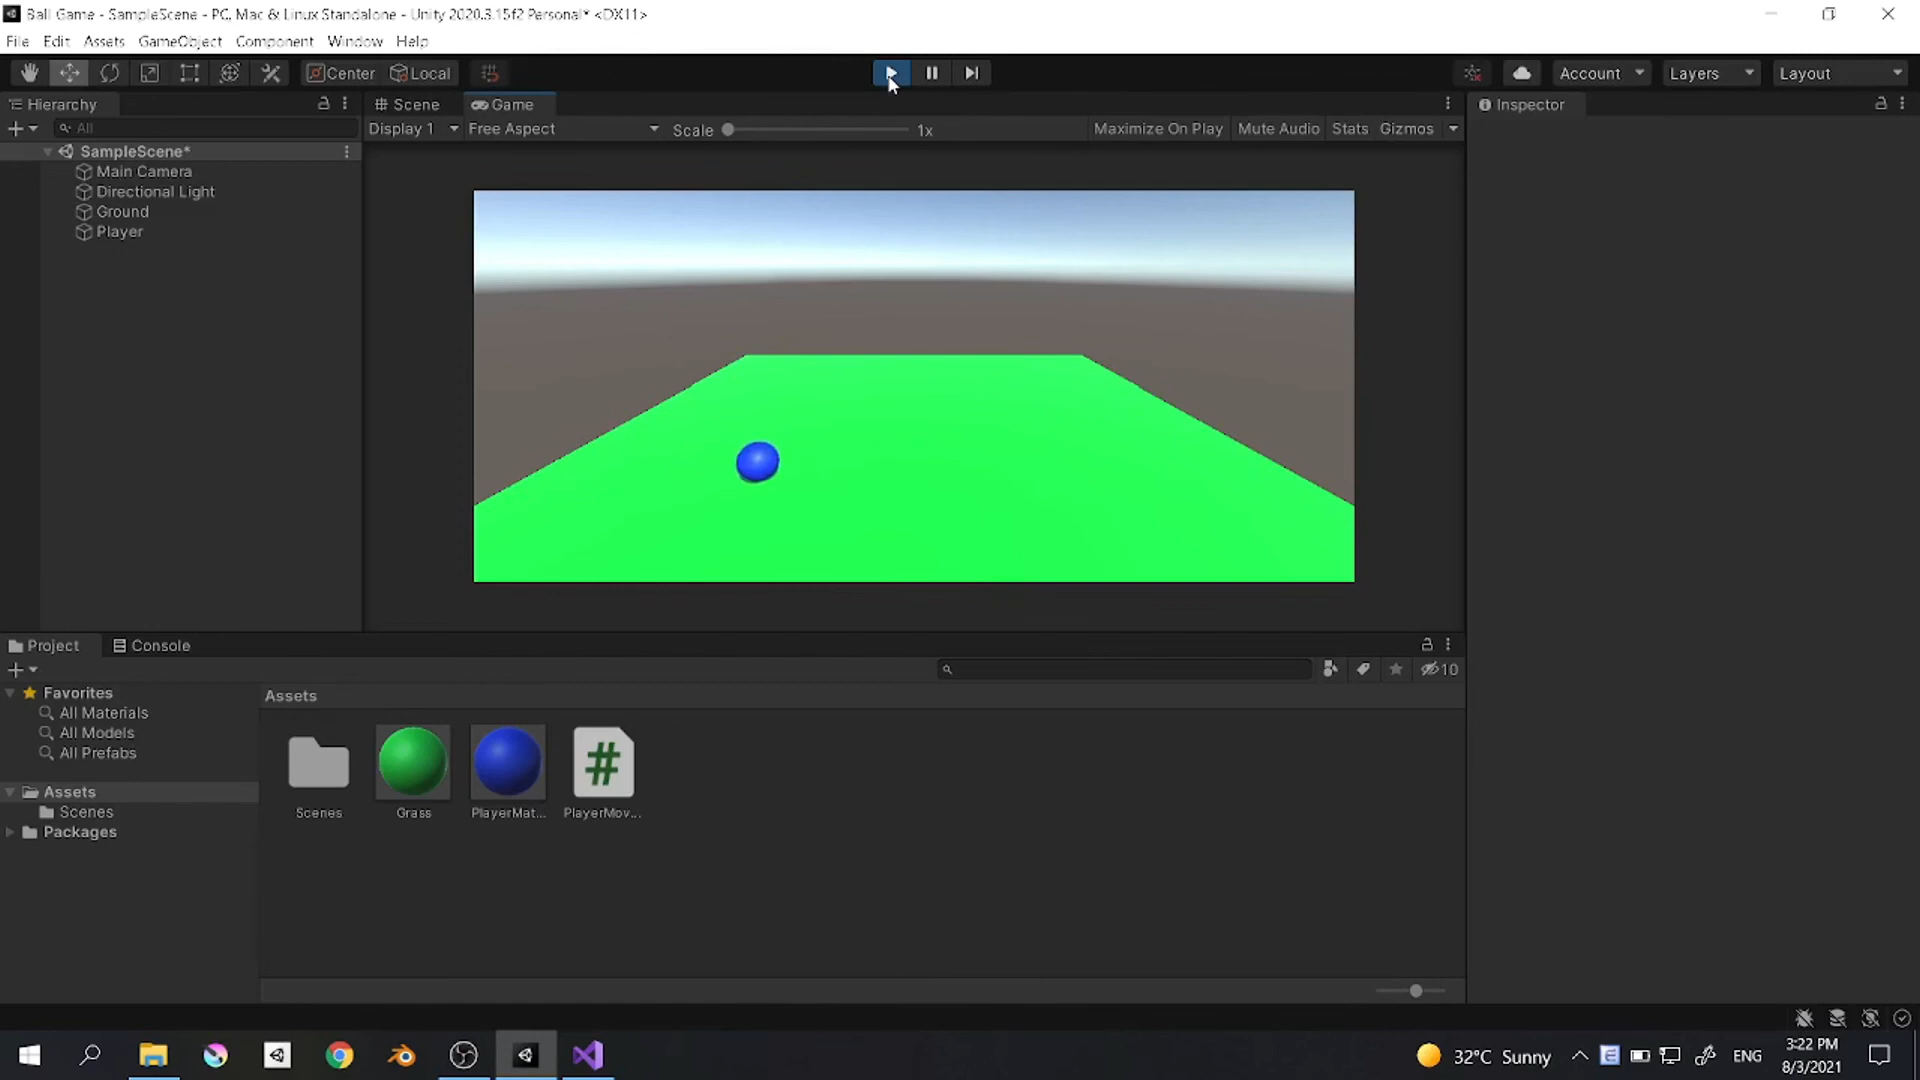 Ball Game - SampleScene - PC, Mac & Linux Standalone - Unity 2020.3.15f2 Personal* <DX11>
File Edit Assets GameObject Component Window Help
Center Local Account Layers Layout
Hierarchy Scene Game Inspector
All Display 1 Free Aspect Scale 1x Maximize On Play Mute Audio Stats Gizmos
SampleScene*
Main Camera
Directional Light
Ground
Player
Project Console
10
Favorites Assets
All Materials
All Models
All Prefabs
Assets
Scenes
Packages
Scenes Grass PlayerMat... PlayerMov...
#
32°C Sunny ENG 3:22 PM
8/3/2021